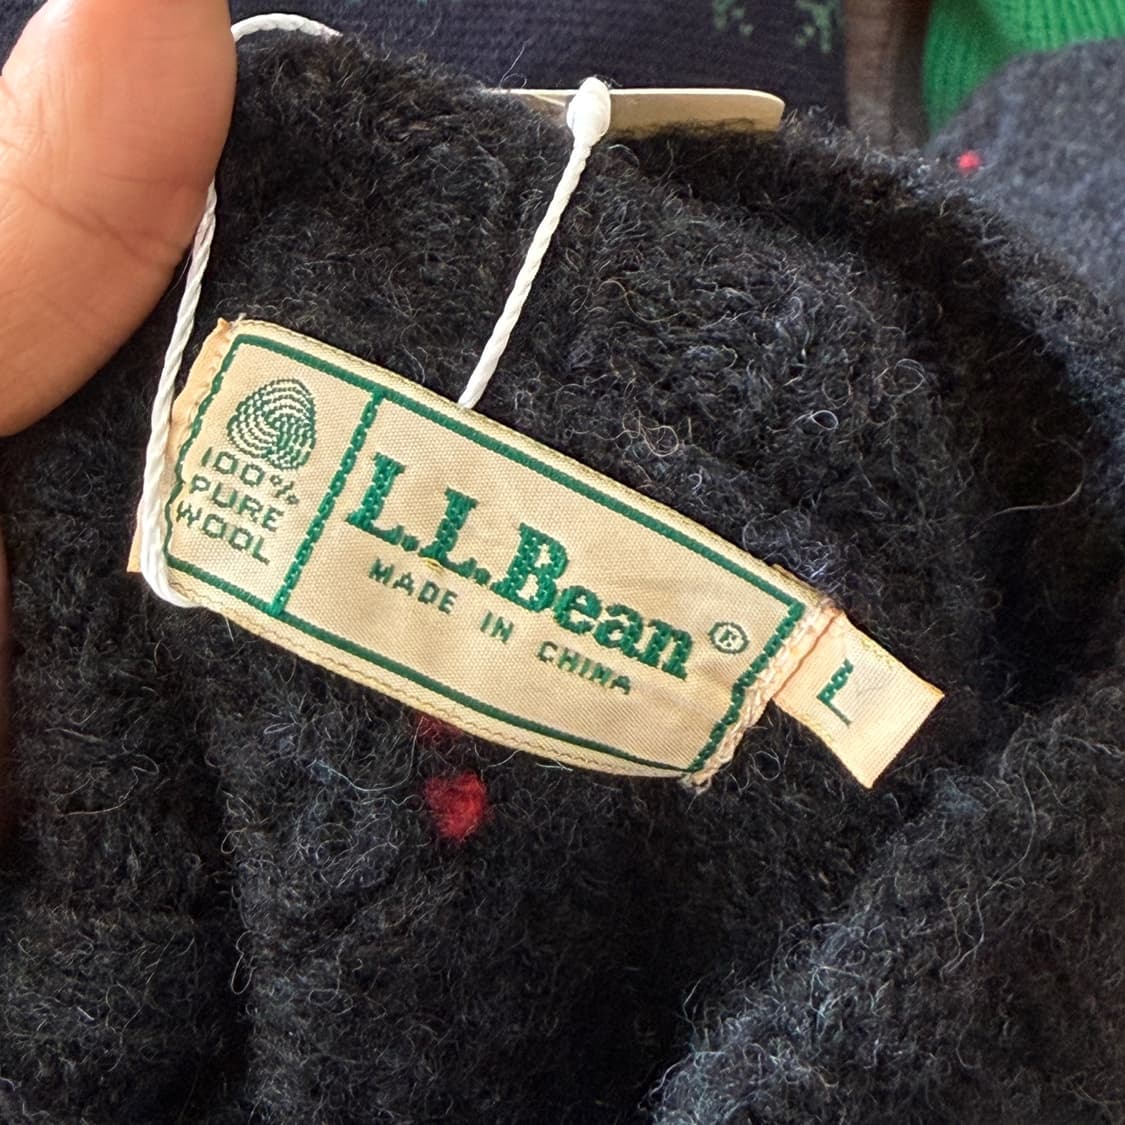 100%
PURE
WOOL
L.L.Bean®
MADE IN CHINA
L